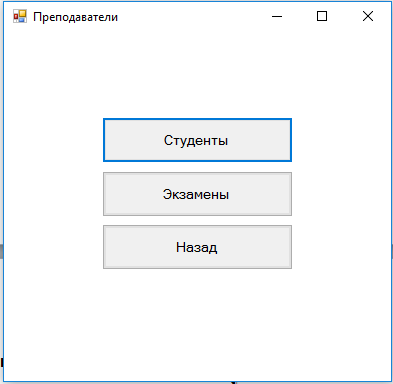 Преподаватели
Студенты
Экзамены
Назад